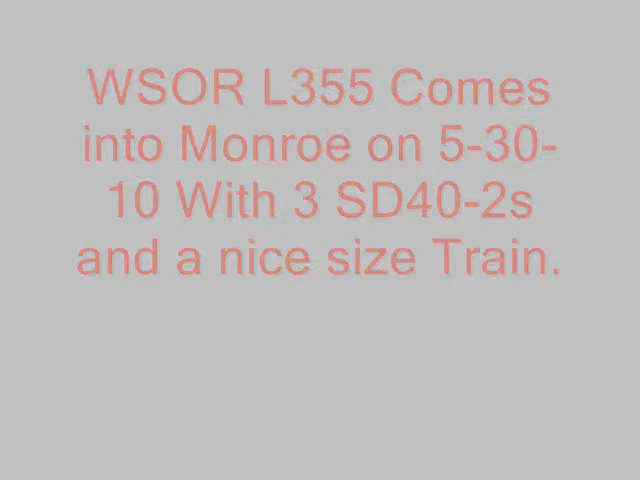 WSOR L355 Comes
into Monroe on 5-30-
10 With 3 SD40-2s
and a nice size Train.